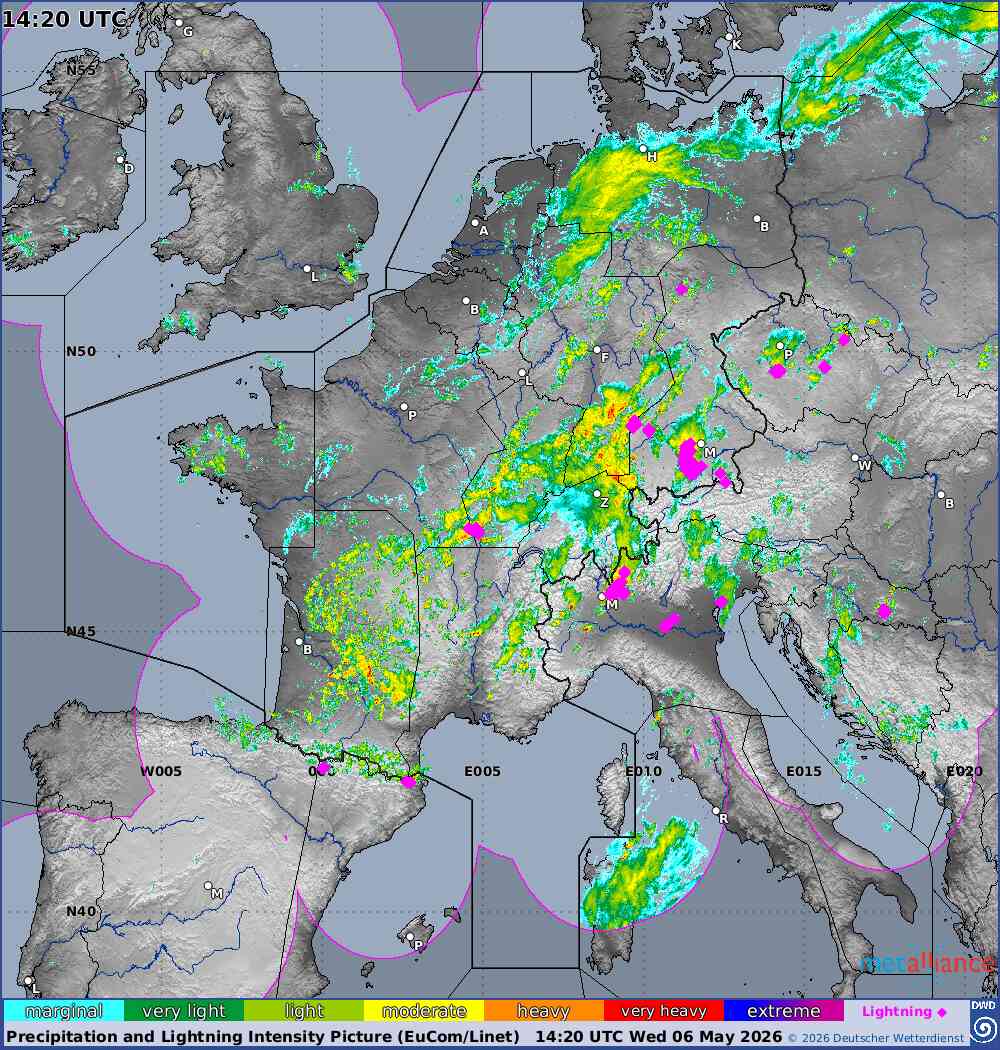 14:20 UTC
G
K
N55
H
D
A
B
L
B
N50
P
F
L
P
M
W
B
Z
M
N45
B
W005
000
E005
E010
E015
E020
R
M
N40
P
L
metalliance
marginal very light light moderate heavy very heavy extreme Lightning DWD
Precipitation and Lightning Intensity Picture (EuCom/Linet) 14:20 UTC Wed 06 May 2026 © 2026 Deutscher Wetterdienst